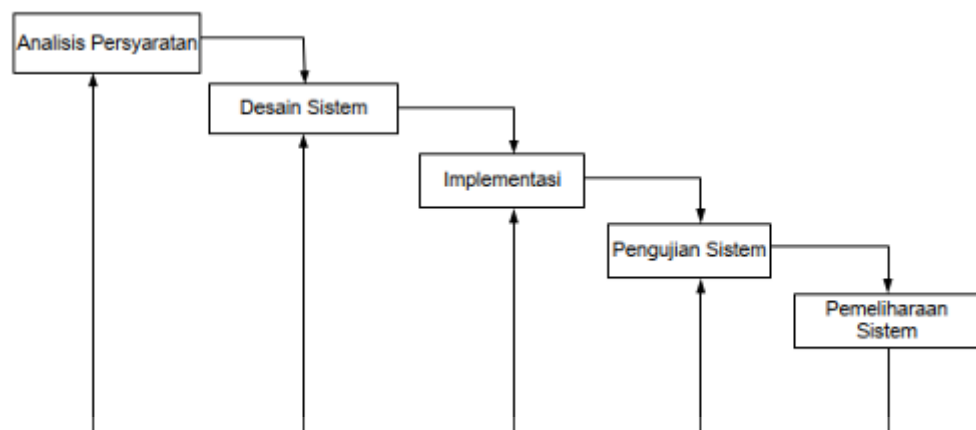 Analisis Persyaratan
Desain Sistem
Implementasi
Pengujian Sistem
Pemeliharaan
Sistem